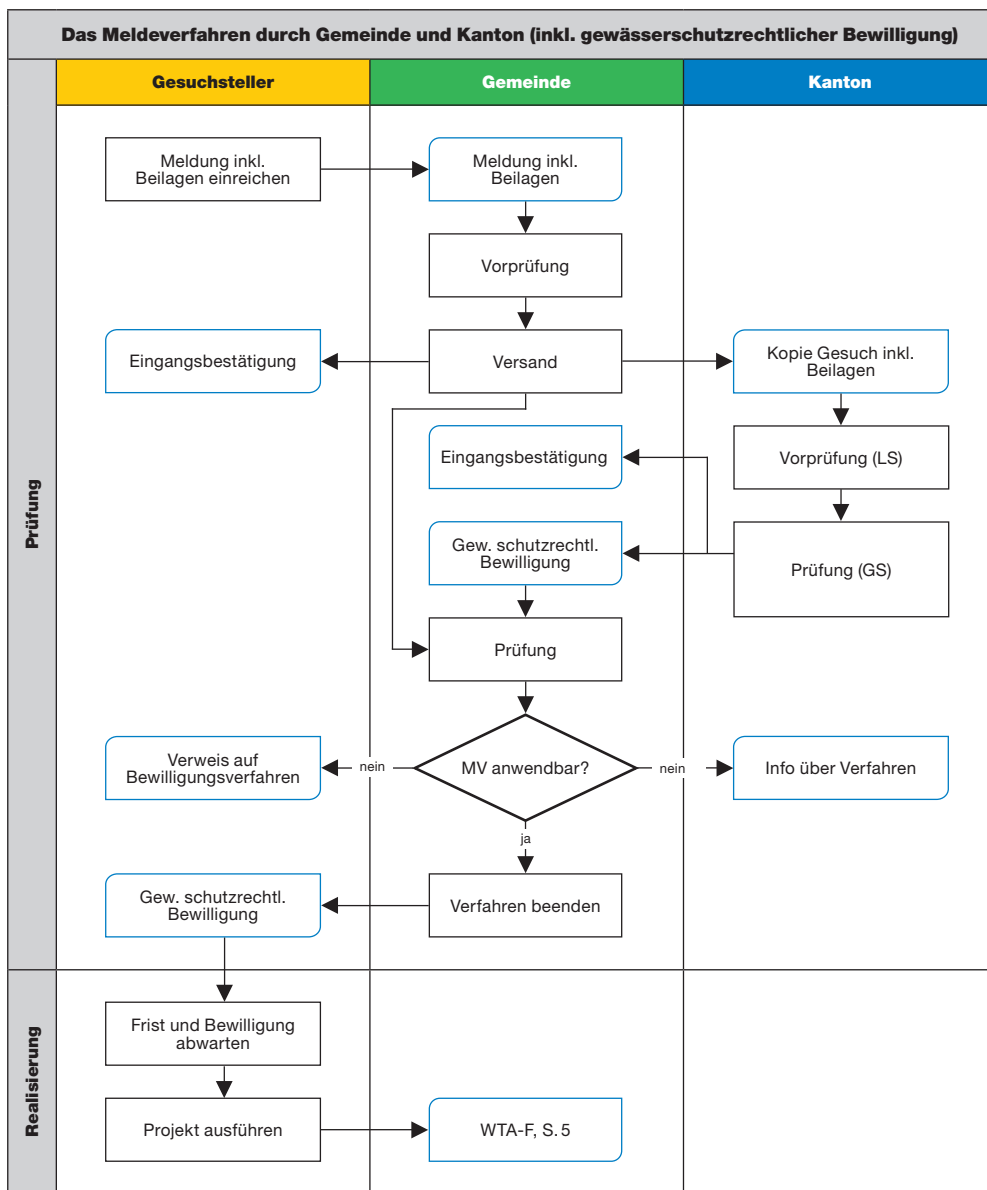 Das Meldeverfahren durch Gemeinde und Kanton (inkl. gewässerschutzrechtlicher Bewilligung)
Gesuchsteller
Gemeinde
Kanton
Prüfung
Meldung inkl.
Beilagen einreichen
Meldung inkl.
Beilagen
Vorprüfung
Eingangsbestätigung
Versand
Kopie Gesuch inkl.
Beilagen
Eingangsbestätigung
Vorprüfung (LS)
Gew. schutzrechtl.
Bewilligung
Prüfung (GS)
Prüfung
Verweis auf
Bewilligungsverfahren
nein
MV anwendbar?
nein
Info über Verfahren
ja
Gew. schutzrechtl.
Bewilligung
Verfahren beenden
Realisierung
Frist und Bewilligung
abwarten
Projekt ausführen
WTA-F, S. 5